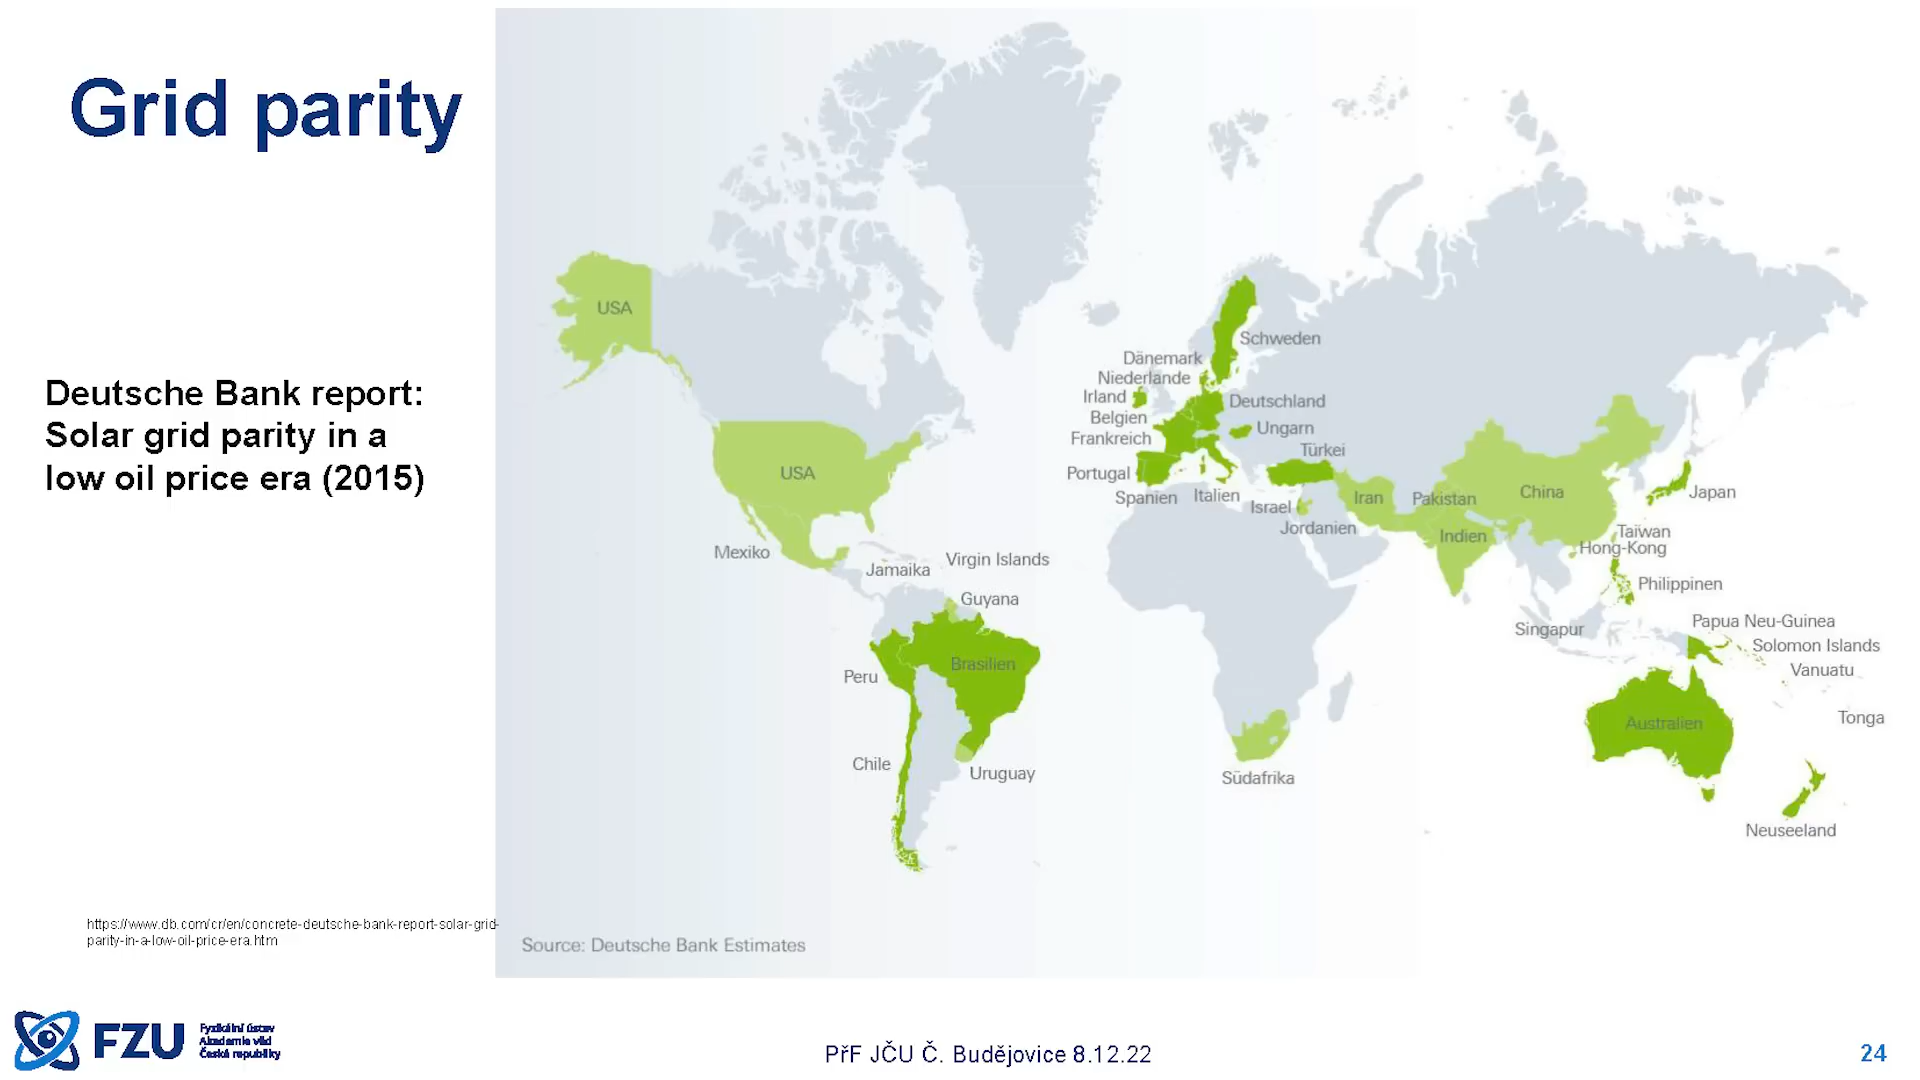 Grid parity
Deutsche Bank report:
Solar grid parity in a
low oil price era (2015)
USA
USA
Mexiko
Jamaika
Virgin Islands
Guyana
Brasilien
Peru
Chile
Uruguay
Schweden
Dänemark
Niederlande
Irland
Deutschland
Belgien
Ungarn
Frankreich
Türkei
Portugal
Spanien
Italien
Israel
Jordanien
Iran
Pakistan
China
Indien
Japan
Taiwan
Hong-Kong
Philippinen
Singapur
Papua Neu-Guinea
Solomon Islands
Vanuatu
Australien
Tonga
Südafrika
Neuseeland
https://www.db.com/cr/en/concrete-deutsche-bank-report-solar-grid-
parity-in-a-low-oil-price-era.htm
Source: Deutsche Bank Estimates
FZU
Fyzikální ústav
Akademie věd
České republiky
PřF JČU Č. Budějovice 8.12.22
24